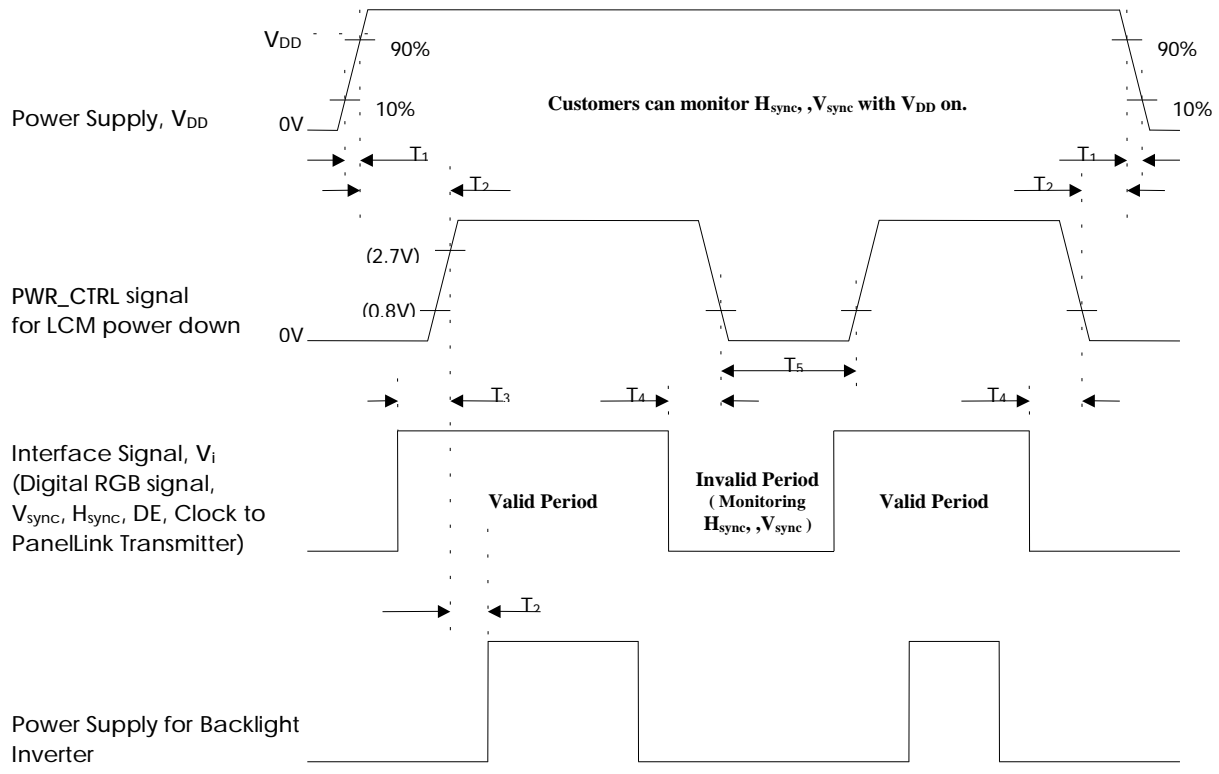 VDD
90%
90%
Customers can monitor Hsync, ,Vsync with VDD on.
10%
10%
Power Supply, VDD
0V
T1
T1
T2
T2
(2.7V)
PWR_CTRL signal
for LCM power down
(0.8V)
0V
T5
T3
T4
T4
Interface Signal, Vi
(Digital RGB signal,
Vsync, Hsync, DE, Clock to
PanelLink Transmitter)
Valid Period
Invalid Period
( Monitoring
Hsync, ,Vsync )
Valid Period
T2
Power Supply for Backlight
Inverter